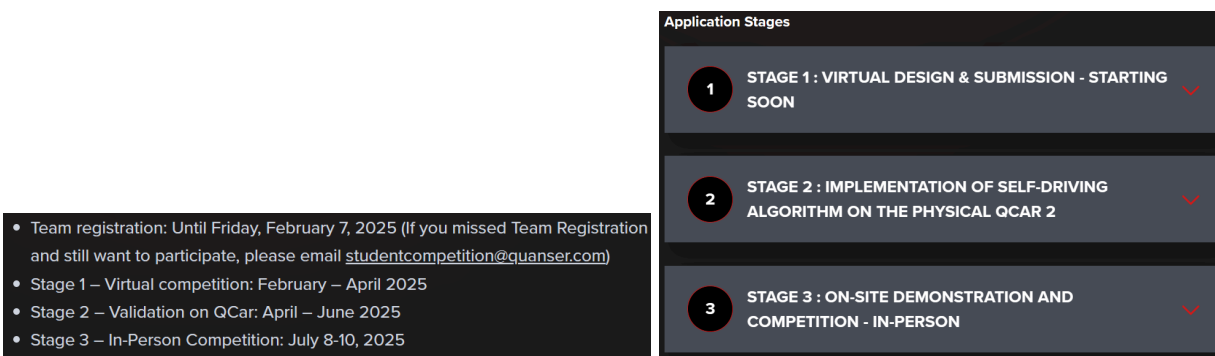 • Team registration: Until Friday, February 7, 2025 (If you missed Team Registration
and still want to participate, please email studentcompetition@quanser.com)
• Stage 1 – Virtual competition: February – April 2025
• Stage 2 – Validation on QCar: April – June 2025
• Stage 3 – In-Person Competition: July 8-10, 2025
Application Stages
1
STAGE 1 : VIRTUAL DESIGN & SUBMISSION - STARTING
SOON
2
STAGE 2 : IMPLEMENTATION OF SELF-DRIVING
ALGORITHM ON THE PHYSICAL QCAR 2
3
STAGE 3 : ON-SITE DEMONSTRATION AND
COMPETITION - IN-PERSON